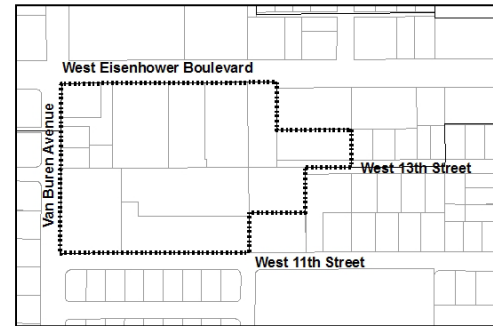 West Eisenhower Boulevard
Van Buren Avenue
West 13th Street
West 11th Street